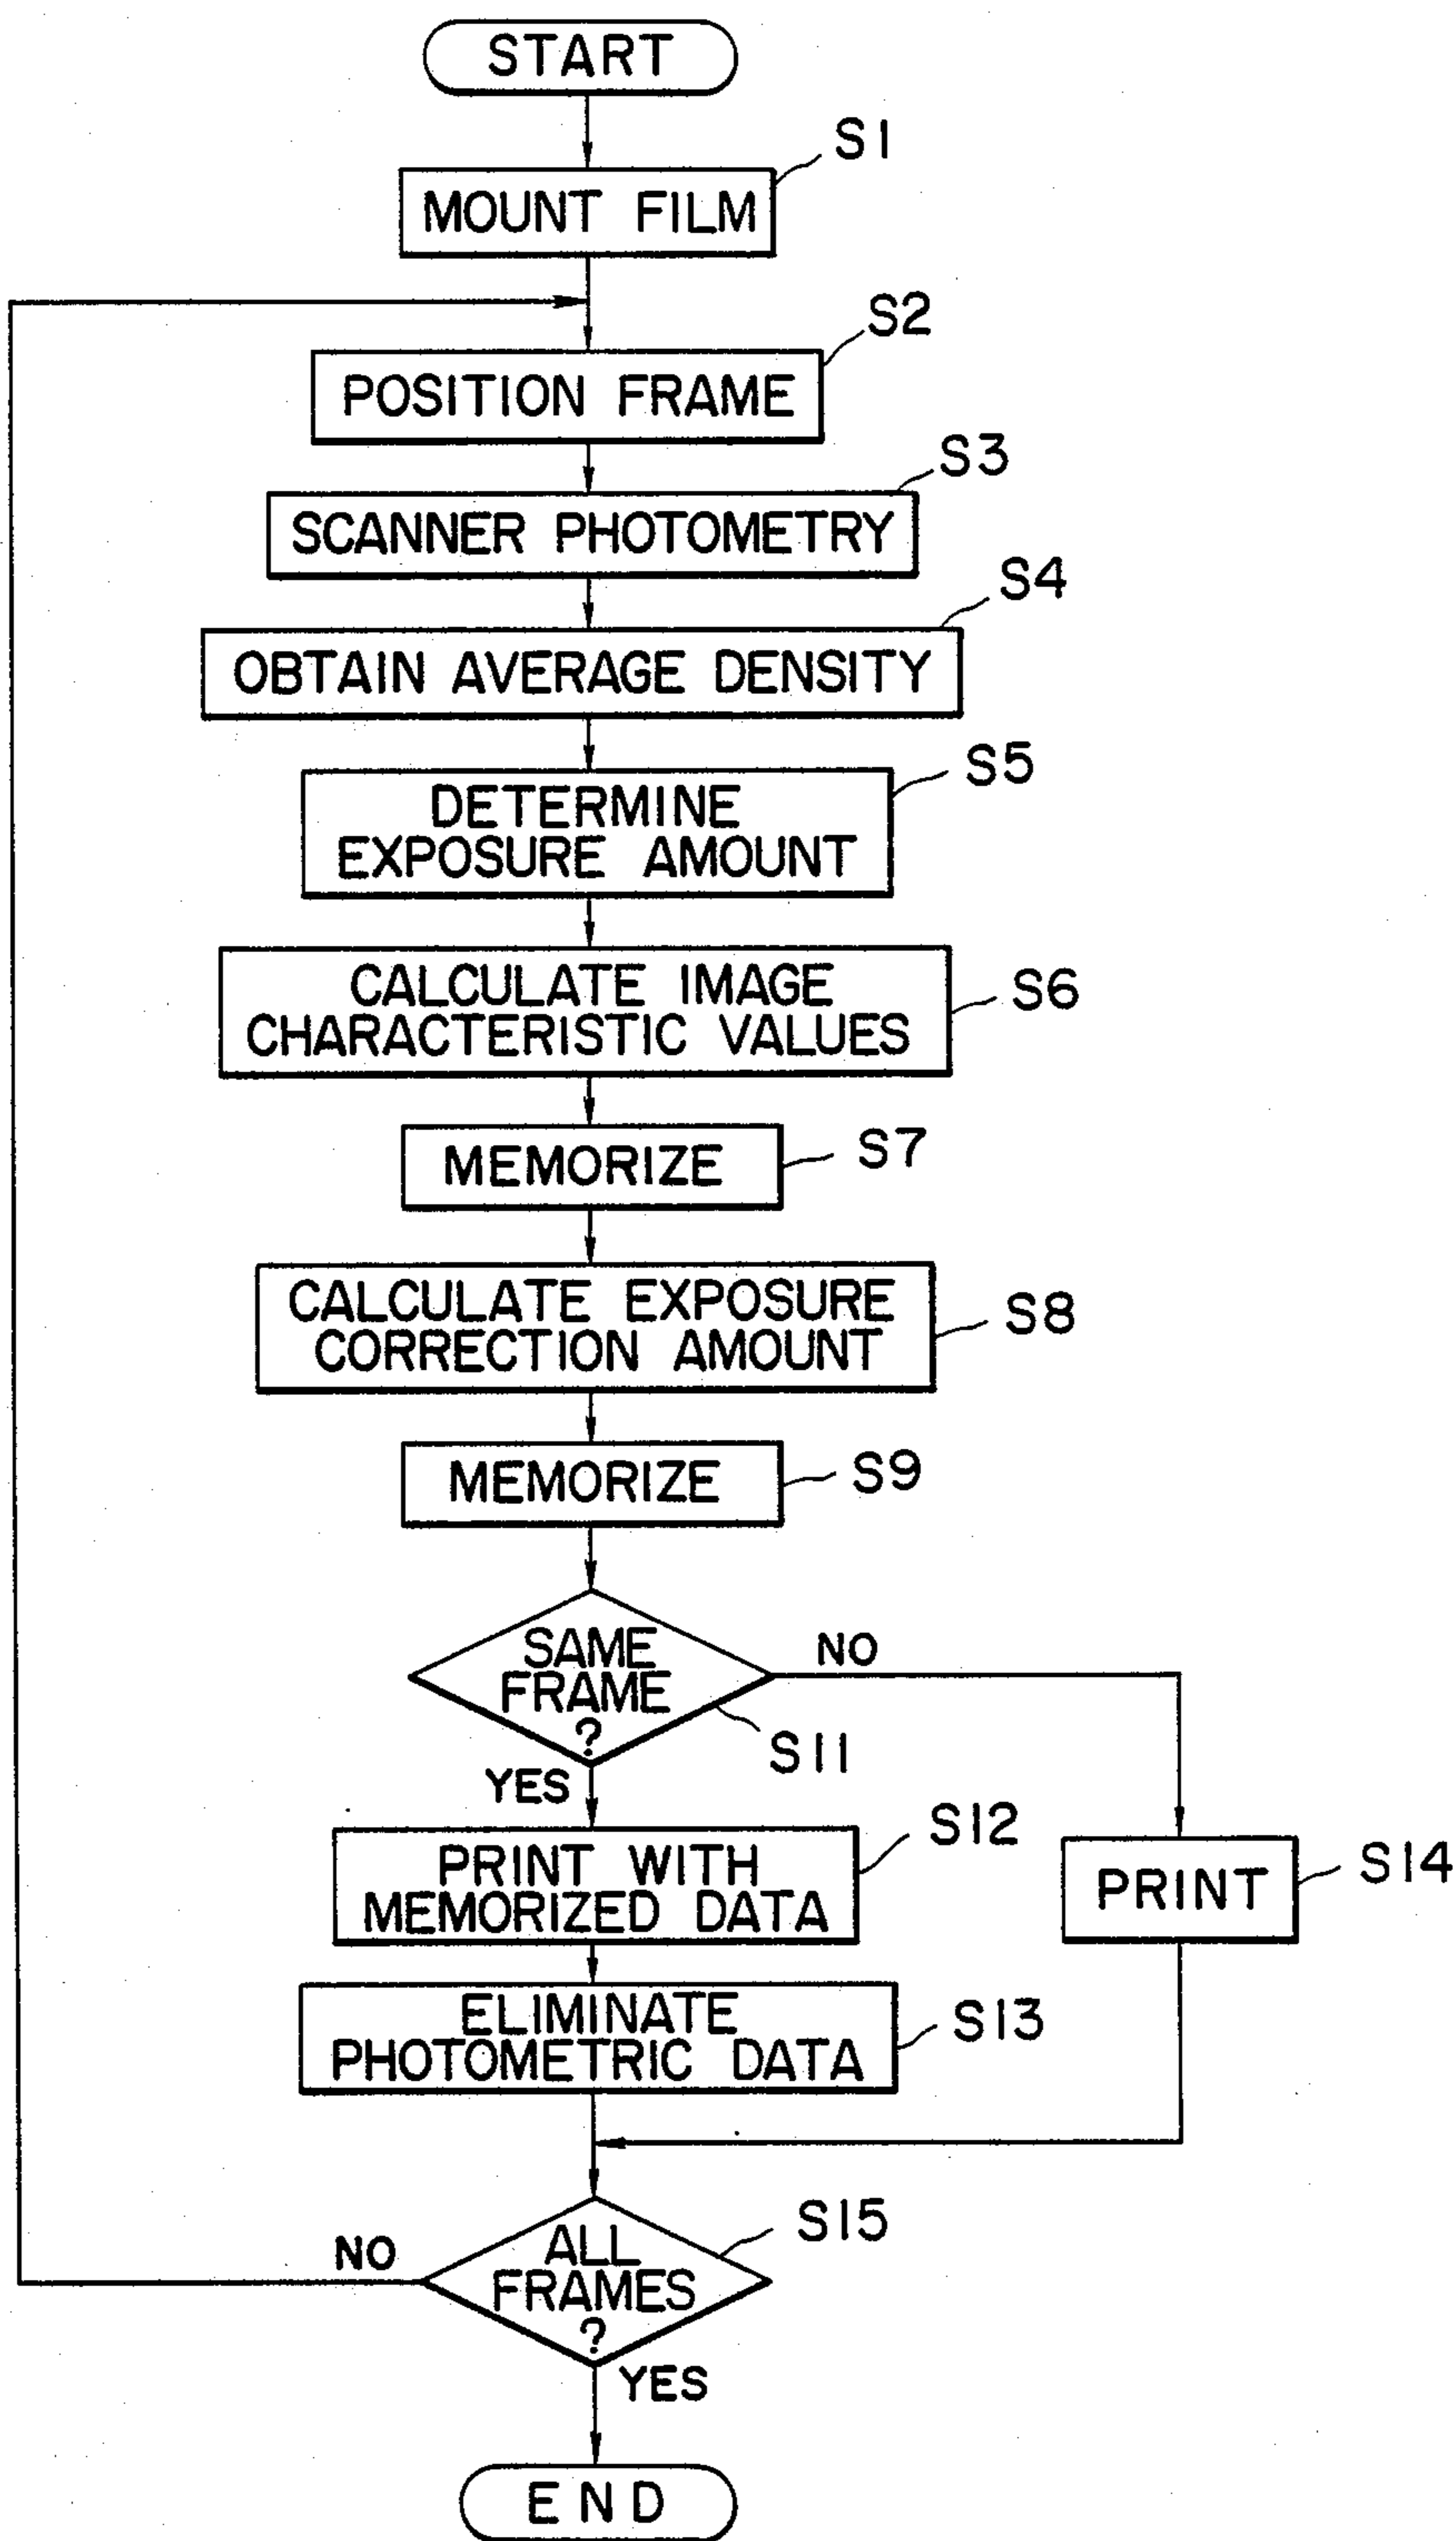 START
S1
MOUNT FILM
S2
POSITION FRAME
S3
SCANNER PHOTOMETRY
S4
OBTAIN AVERAGE DENSITY
S5
DETERMINE
EXPOSURE AMOUNT
CALCULATE IMAGE
CHARACTERISTIC VALUES
S6
MEMORIZE
S7
CALCULATE EXPOSURE
CORRECTION AMOUNT
S8
MEMORIZE
S9
SAME
FRAME
?
NO
S11
YES
PRINT WITH
MEMORIZED DATA
S12
PRINT
S14
ELIMINATE
PHOTOMETRIC DATA
S13
ALL
FRAMES
?
S15
NO
YES
END